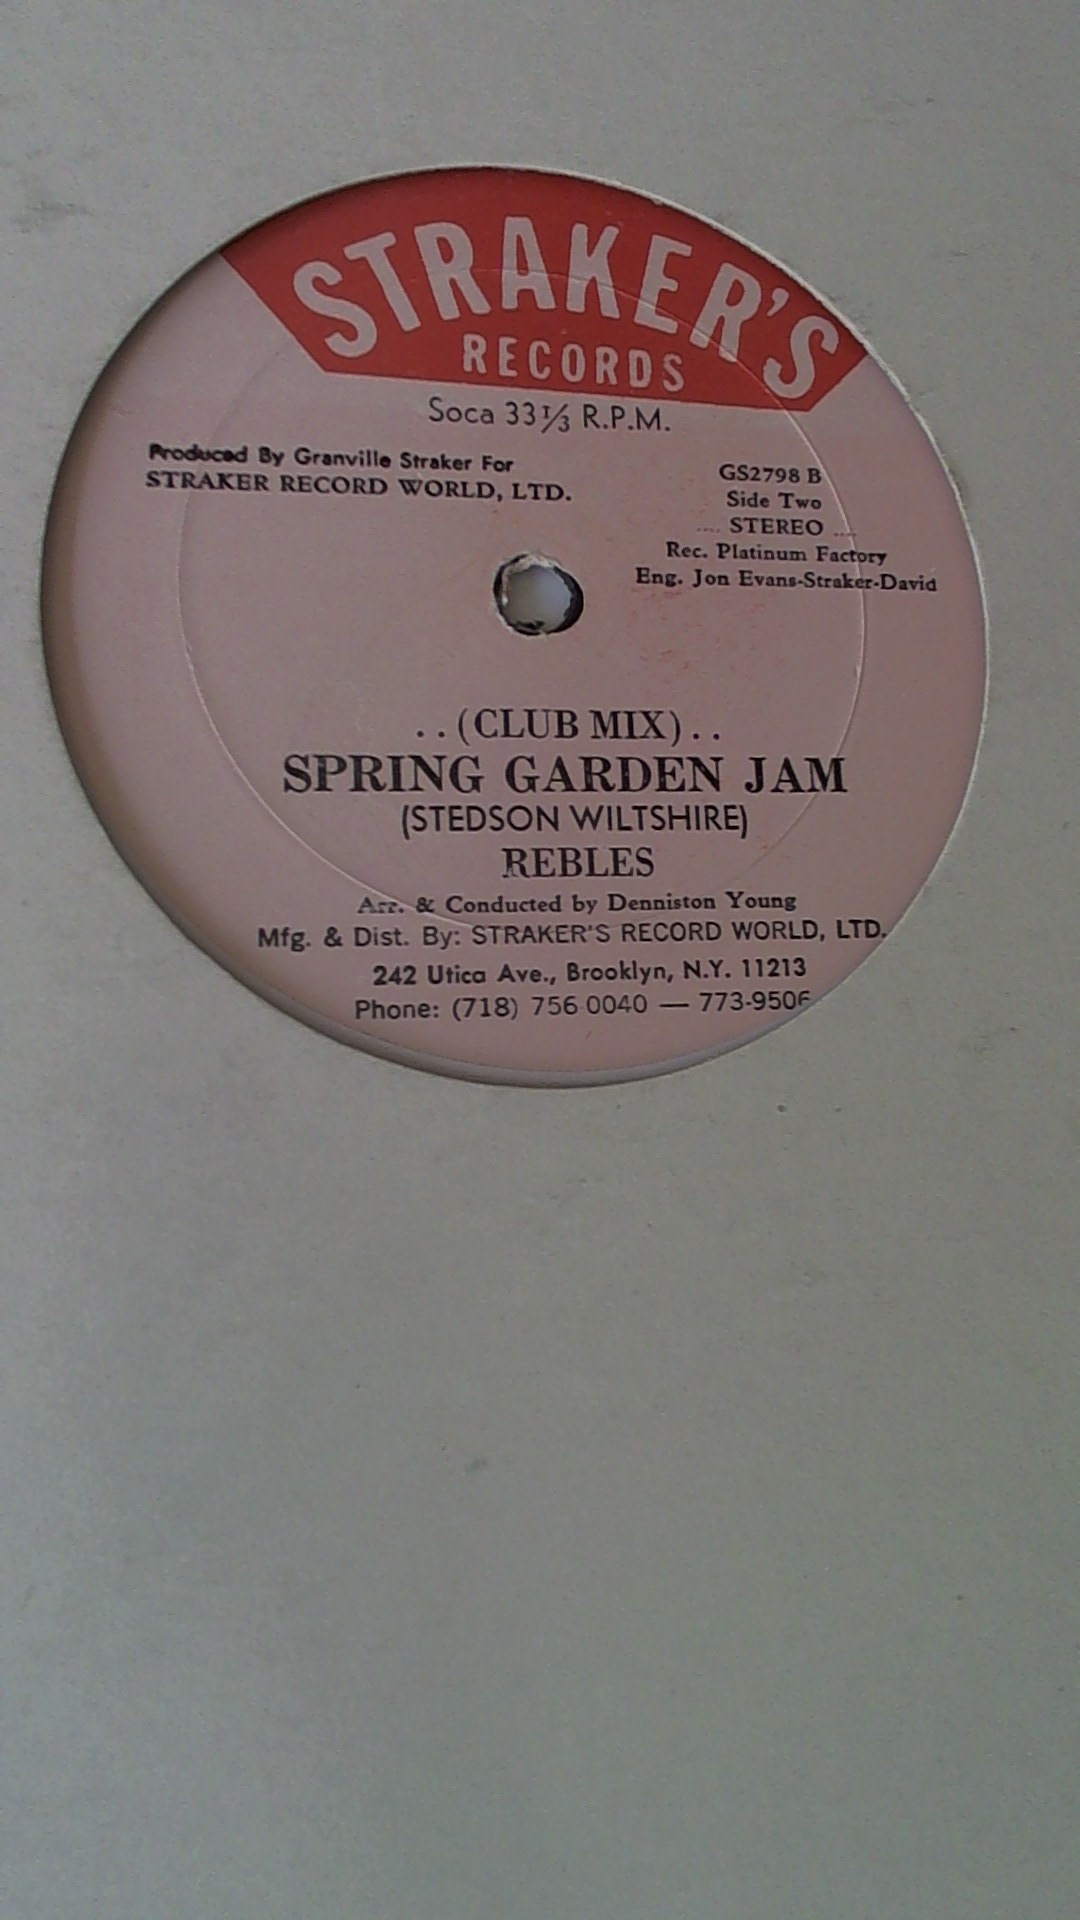 STRAKER'S
RECORDS
Soca 33 1/3 R.P.M.
Produced By Granville Straker For
STRAKER RECORD WORLD, LTD.
GS2798 B
Side Two
.... STEREO ....
Rec. Platinum Factory
Eng. Jon Evans-Straker-David
. . (CLUB MIX) . .
SPRING GARDEN JAM
(STEDSON WILTSHIRE)
REBLES
Arr. & Conducted by Denniston Young
Mfg. & Dist. By: STRAKER'S RECORD WORLD, LTD.
242 Utica Ave., Brooklyn, N.Y. 11213
Phone: (718) 756-0040 — 773-9506